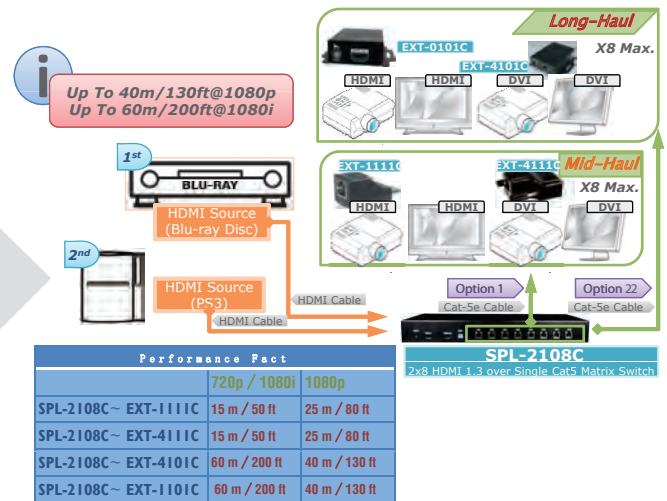 Long-Haul
X8 Max.
EXT-0101C
EXT-4101C
HDMI
HDMI
DVI
DVI
i
Up To 40m/130ft@1080p
Up To 60m/200ft@1080i
1st
BLU-RAY
HDMI Source
(Blu-ray Disc)
EXT-1111C
EXT-4111C
Mid-Haul
X8 Max.
HDMI
HDMI
DVI
DVI
2nd
HDMI Source
(PS3)
HDMI Cable
HDMI Cable
Option 1
Cat-5e Cable
Option 22
Cat-5e Cable
SPL-2108C
2x8 HDMI 1.3 over Single Cat5 Matrix Switch
Performance Fact
720p / 1080i 1080p
SPL-2108C~ EXT-1111C 15 m / 50 ft 25 m / 80 ft
SPL-2108C~ EXT-4111C 15 m / 50 ft 25 m / 80 ft
SPL-2108C~ EXT-4101C 60 m / 200 ft 40 m / 130 ft
SPL-2108C~ EXT-1101C 60 m / 200 ft 40 m / 130 ft